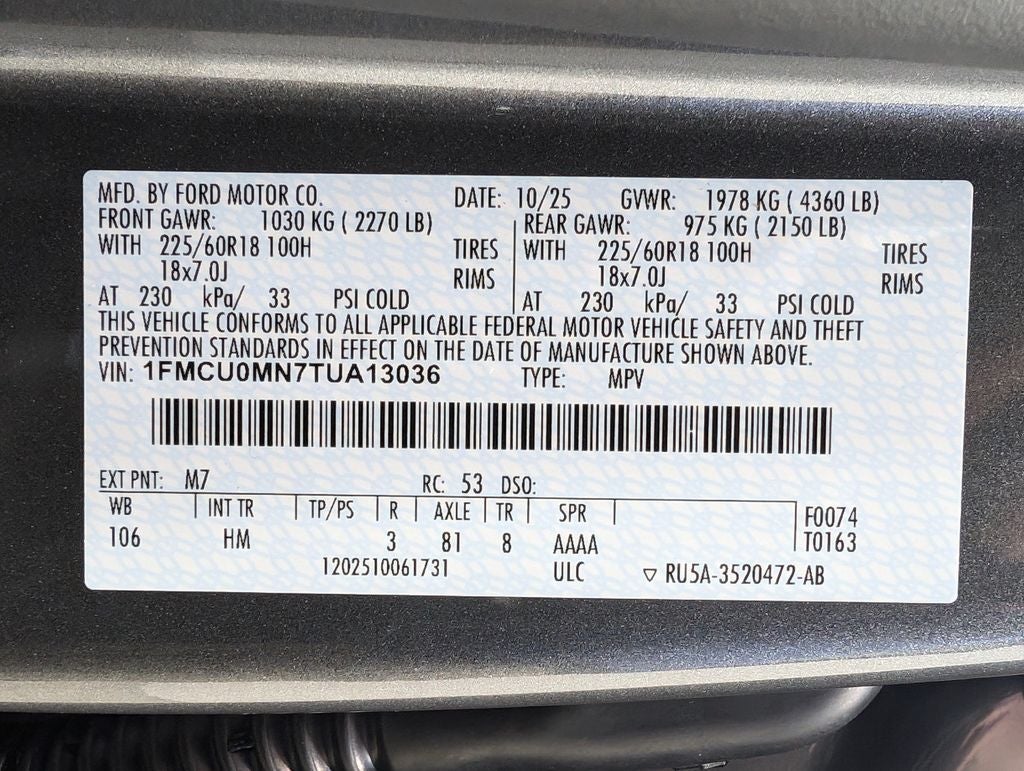 MFD. BY FORD MOTOR CO. DATE: 10/25 GVWR: 1978 KG ( 4360 LB)
FRONT GAWR: 1030 KG ( 2270 LB) REAR GAWR: 975 KG ( 2150 LB)
WITH 225/60R18 100H TIRES WITH 225/60R18 100H TIRES
18x7.0J RIMS 18x7.0J RIMS
AT 230 kPa/ 33 PSI COLD AT 230 kPa/ 33 PSI COLD
THIS VEHICLE CONFORMS TO ALL APPLICABLE FEDERAL MOTOR VEHICLE SAFETY AND THEFT
PREVENTION STANDARDS IN EFFECT ON THE DATE OF MANUFACTURE SHOWN ABOVE.
VIN: 1FMCU0MN7TUA13036 TYPE: MPV
EXT PNT: M7 RC: 53 DSO:
WB INT TR TP/PS R AXLE TR SPR F0074
106 HM 3 81 8 AAAA T0163
1202510061731 ULC ▽ RU5A-3520472-AB